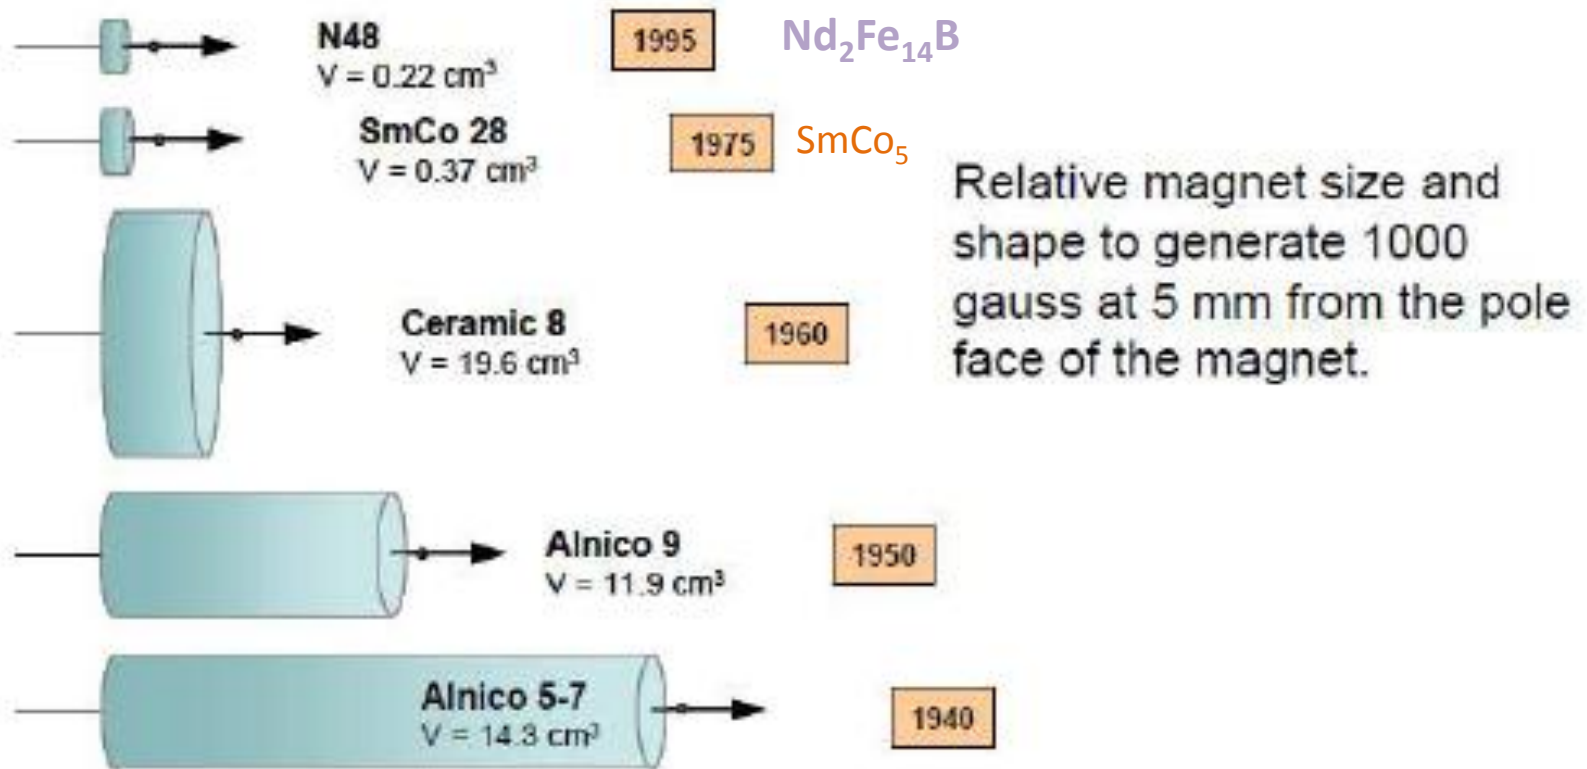 N48
V = 0.22 cm³
1995
Nd₂Fe₁₄B
SmCo 28
V = 0.37 cm³
1975
SmCo₅
Relative magnet size and
shape to generate 1000
gauss at 5 mm from the pole
face of the magnet.
Ceramic 8
V = 19.6 cm³
1960
Alnico 9
V = 11.9 cm³
1950
Alnico 5-7
V = 14.3 cm³
1940